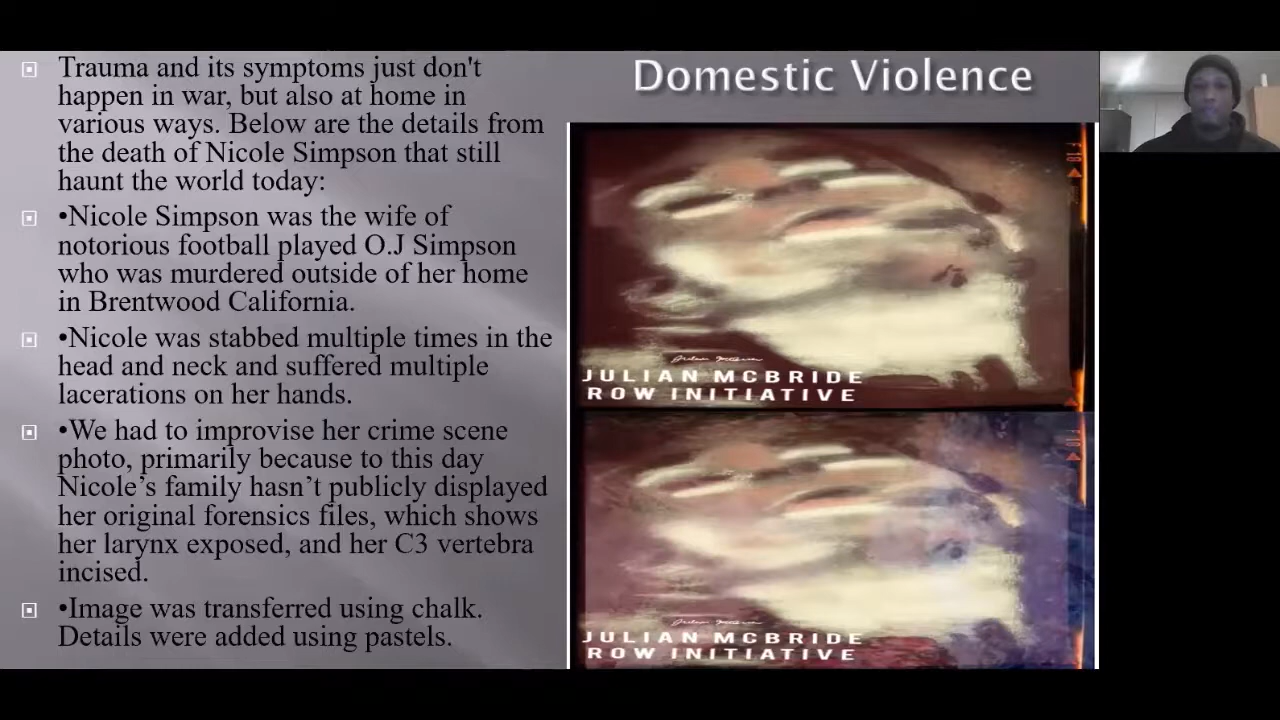 Domestic Violence
Trauma and its symptoms just don't
happen in war, but also at home in
various ways. Below are the details from
the death of Nicole Simpson that still
haunt the world today:
•Nicole Simpson was the wife of
notorious football played O.J Simpson
who was murdered outside of her home
in Brentwood California.
•Nicole was stabbed multiple times in the
head and neck and suffered multiple
lacerations on her hands.
•We had to improvise her crime scene
photo, primarily because to this day
Nicole's family hasn't publicly displayed
her original forensics files, which shows
her larynx exposed, and her C3 vertebra
incised.
•Image was transferred using chalk.
Details were added using pastels.
JULIAN MCBRIDE
ROW INITIATIVE
JULIAN MCBRIDE
ROW INITIATIVE